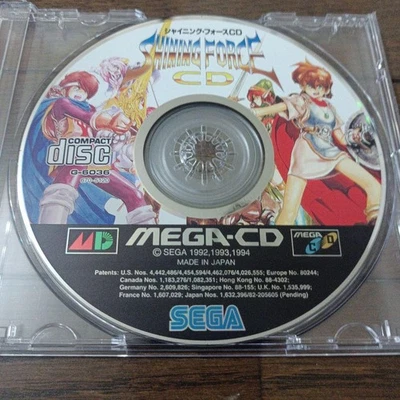 シャイニング・フォースCD
SHINING FORCE
CD
COMPACT
disc
G-6036
MD
MEGA-CD
MEGA
CD
© SEGA 1992,1993,1994
MADE IN JAPAN
Patents: U.S. Nos. 4,442,486/4,454,594/4,462,076/4,026,555; Europe No. 80244;
Canada Nos. 1,183,276/1,082,351; Hong Kong No. 88-4302;
Germany No. 2,609,826; Singapore No. 88-155; U.K. No. 1,535,999;
France No. 1,607,029; Japan Nos. 1,632,396/82-205605 (Pending)
SEGA